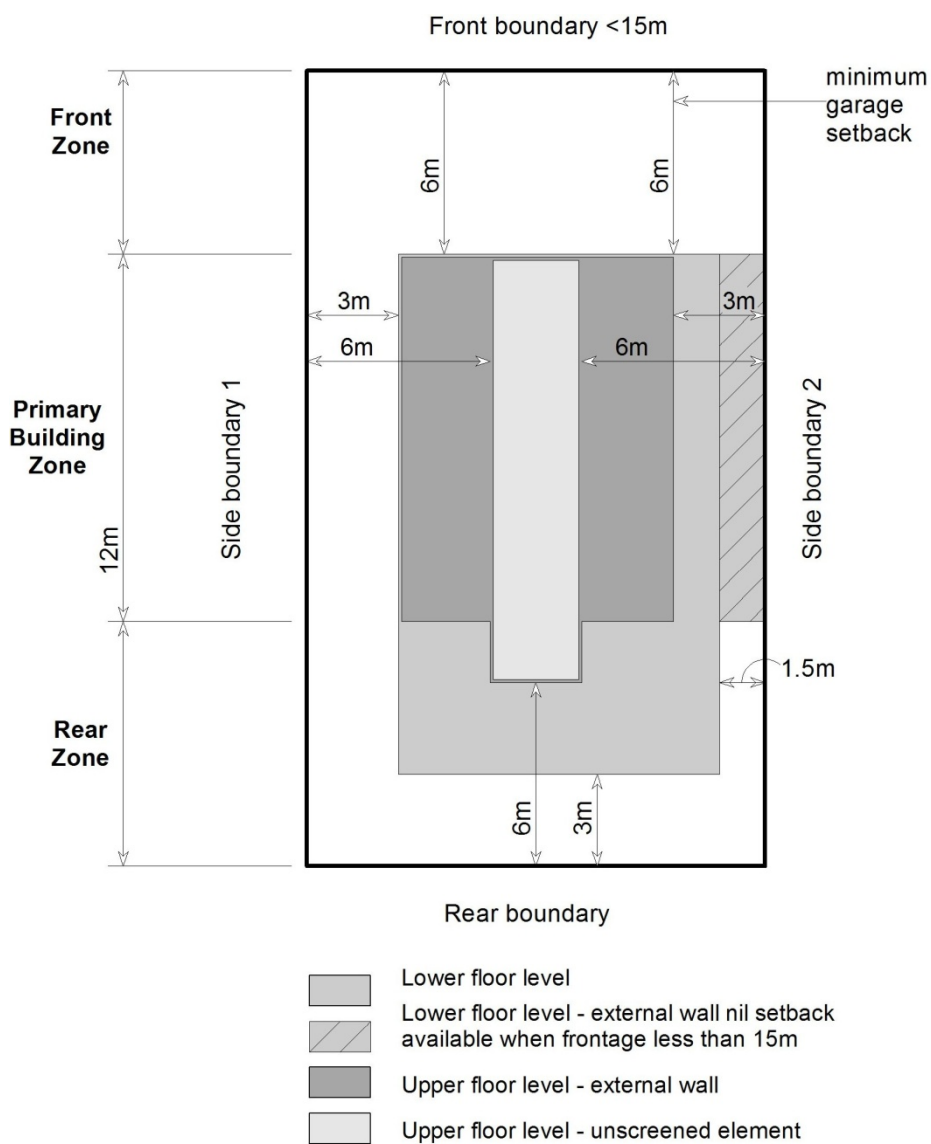 Front boundary <15m
minimum
garage
setback
Front
Zone
6m
6m
3m
3m
6m
6m
Primary
Building
Zone
Side boundary 1
Side boundary 2
12m
1.5m
Rear
Zone
6m
3m
Rear boundary
Lower floor level
Lower floor level - external wall nil setback
available when frontage less than 15m
Upper floor level - external wall
Upper floor level - unscreened element